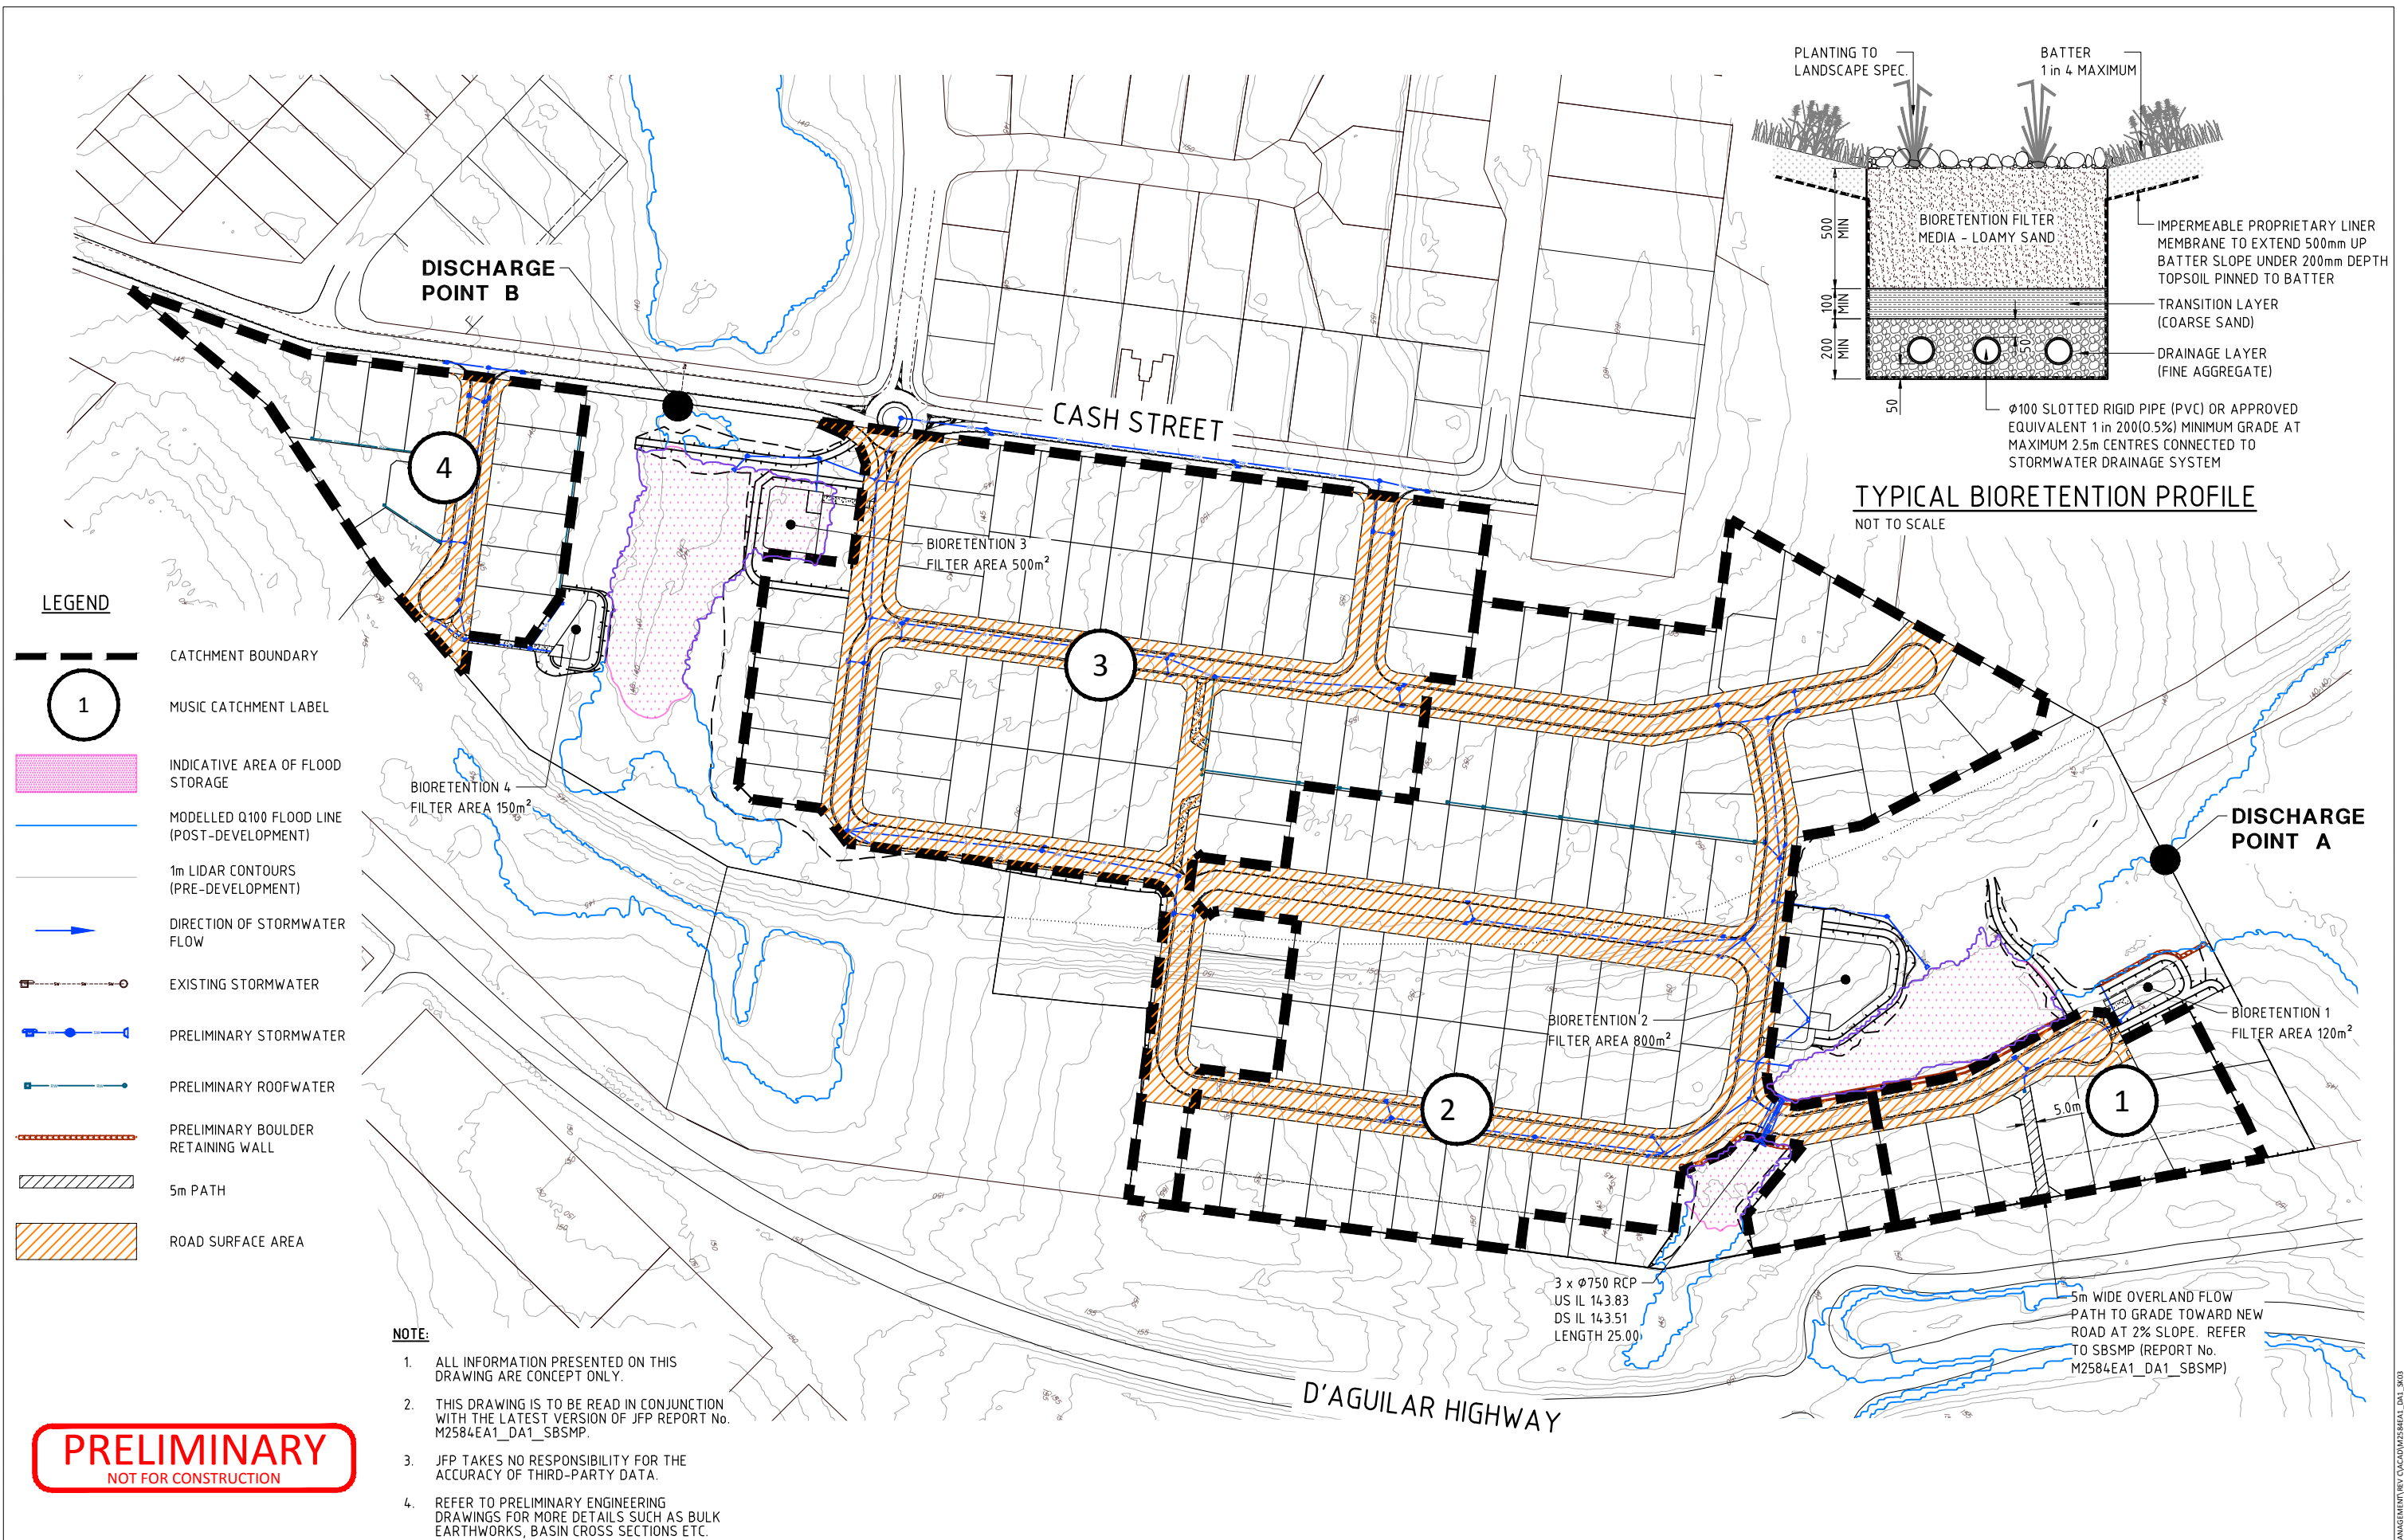 PLANTING TO
LANDSCAPE SPEC.
BATTER
1 in 4 MAXIMUM
500
MIN
BIORETENTION FILTER
MEDIA - LOAMY SAND
IMPERMEABLE PROPRIETARY LINER
MEMBRANE TO EXTEND 500mm UP
BATTER SLOPE UNDER 200mm DEPTH
TOPSOIL PINNED TO BATTER
100
MIN
TRANSITION LAYER
(COARSE SAND)
200
MIN
50
DRAINAGE LAYER
(FINE AGGREGATE)
50
Ø100 SLOTTED RIGID PIPE (PVC) OR APPROVED
EQUIVALENT 1 in 200(0.5%) MINIMUM GRADE AT
MAXIMUM 2.5m CENTRES CONNECTED TO
STORMWATER DRAINAGE SYSTEM
TYPICAL BIORETENTION PROFILE
NOT TO SCALE
DISCHARGE
POINT B
CASH STREET
4
BIORETENTION 3
FILTER AREA 500m²
3
BIORETENTION 4
FILTER AREA 150m²
DISCHARGE
POINT A
BIORETENTION 2
FILTER AREA 800m²
BIORETENTION 1
FILTER AREA 120m²
2
1
5.0m
3 x Ø750 RCP
US IL 143.83
DS IL 143.51
LENGTH 25.00
5m WIDE OVERLAND FLOW
PATH TO GRADE TOWARD NEW
ROAD AT 2% SLOPE. REFER
TO SBSMP (REPORT No.
M2584EA1_DA1_SBSMP)
D'AGUILAR HIGHWAY
LEGEND
CATCHMENT BOUNDARY
1
MUSIC CATCHMENT LABEL
INDICATIVE AREA OF FLOOD
STORAGE
MODELLED Q100 FLOOD LINE
(POST-DEVELOPMENT)
1m LIDAR CONTOURS
(PRE-DEVELOPMENT)
DIRECTION OF STORMWATER
FLOW
EXISTING STORMWATER
PRELIMINARY STORMWATER
PRELIMINARY ROOFWATER
PRELIMINARY BOULDER
RETAINING WALL
5m PATH
ROAD SURFACE AREA
NOTE:
1. ALL INFORMATION PRESENTED ON THIS
DRAWING ARE CONCEPT ONLY.
2. THIS DRAWING IS TO BE READ IN CONJUNCTION
WITH THE LATEST VERSION OF JFP REPORT No.
M2584EA1_DA1_SBSMP.
3. JFP TAKES NO RESPONSIBILITY FOR THE
ACCURACY OF THIRD-PARTY DATA.
4. REFER TO PRELIMINARY ENGINEERING
DRAWINGS FOR MORE DETAILS SUCH AS BULK
EARTHWORKS, BASIN CROSS SECTIONS ETC.
PRELIMINARY
NOT FOR CONSTRUCTION